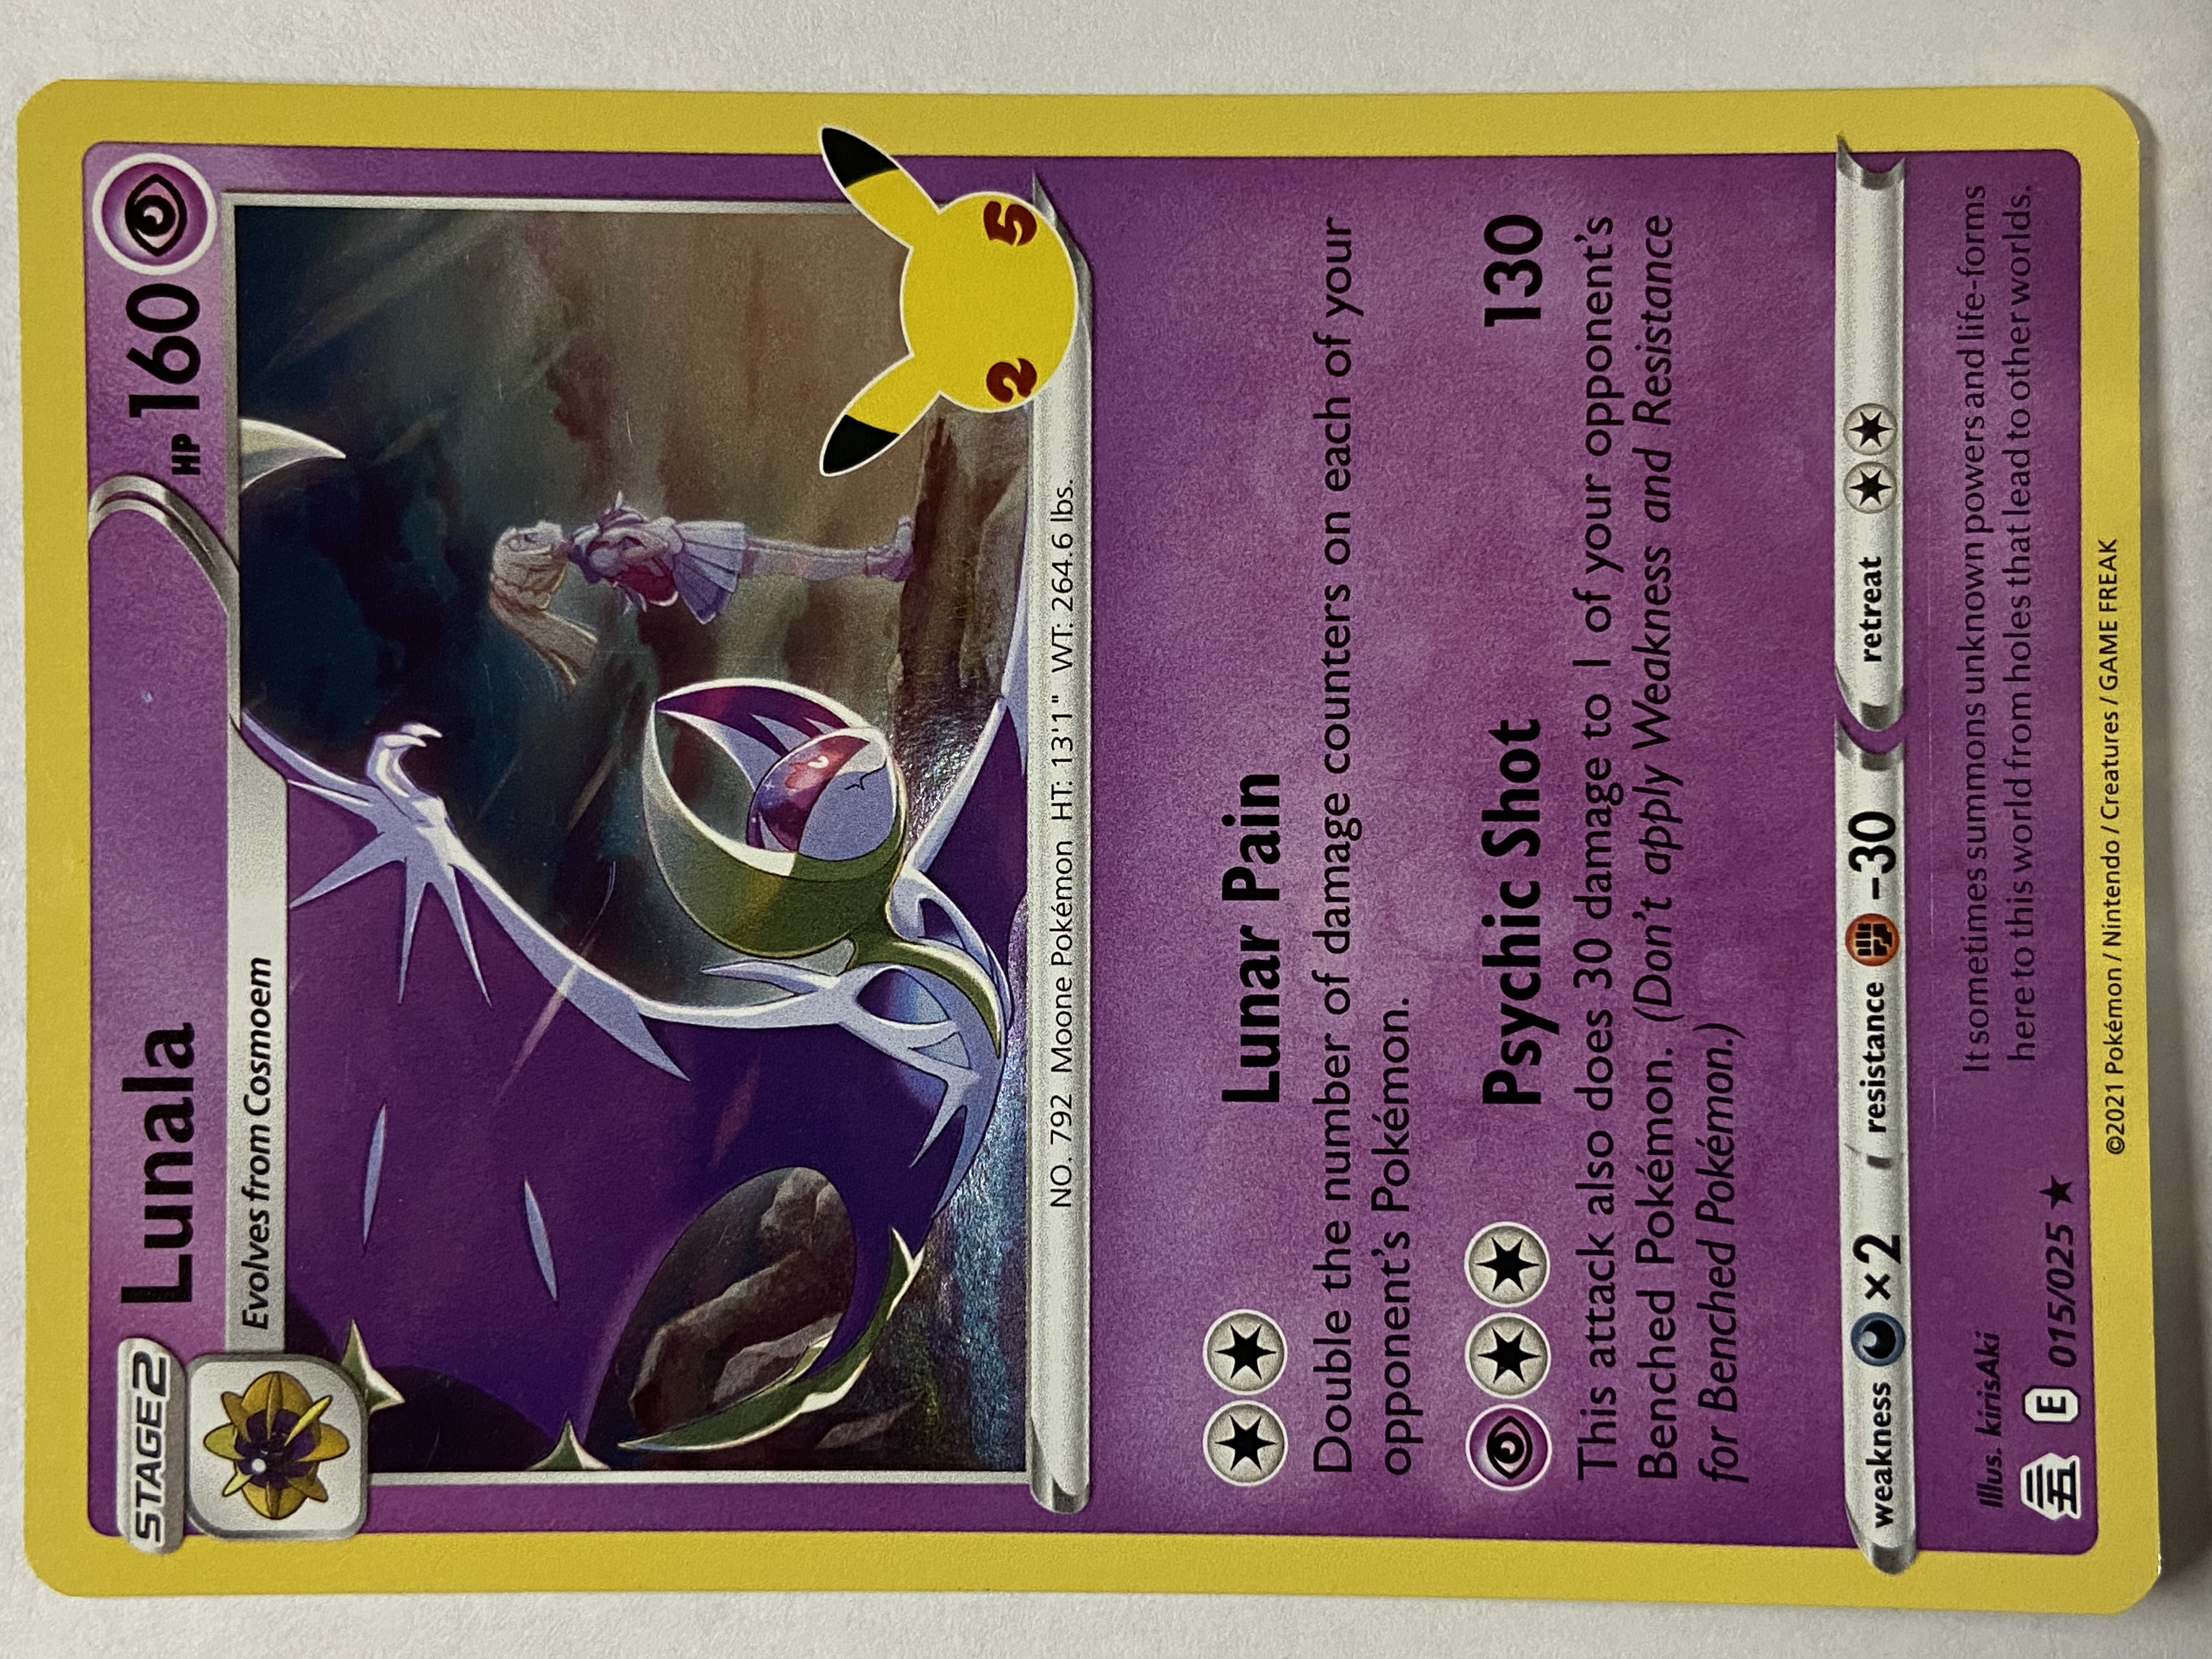 STAGE2 Lunala HP 160
Evolves from Cosmoem
2 5
NO. 792 Moone Pokémon HT: 13'1" WT: 264.6 lbs.
Lunar Pain
Double the number of damage counters on each of your
opponent's Pokémon.
Psychic Shot 130
This attack also does 30 damage to 1 of your opponent's
Benched Pokémon. (Don't apply Weakness and Resistance
for Benched Pokémon.)
weakness ×2 resistance -30 retreat
Illus. kirisAki
It sometimes summons unknown powers and life-forms
here to this world from holes that lead to other worlds.
二五 E 015/025 ★
©2021 Pokémon / Nintendo / Creatures / GAME FREAK